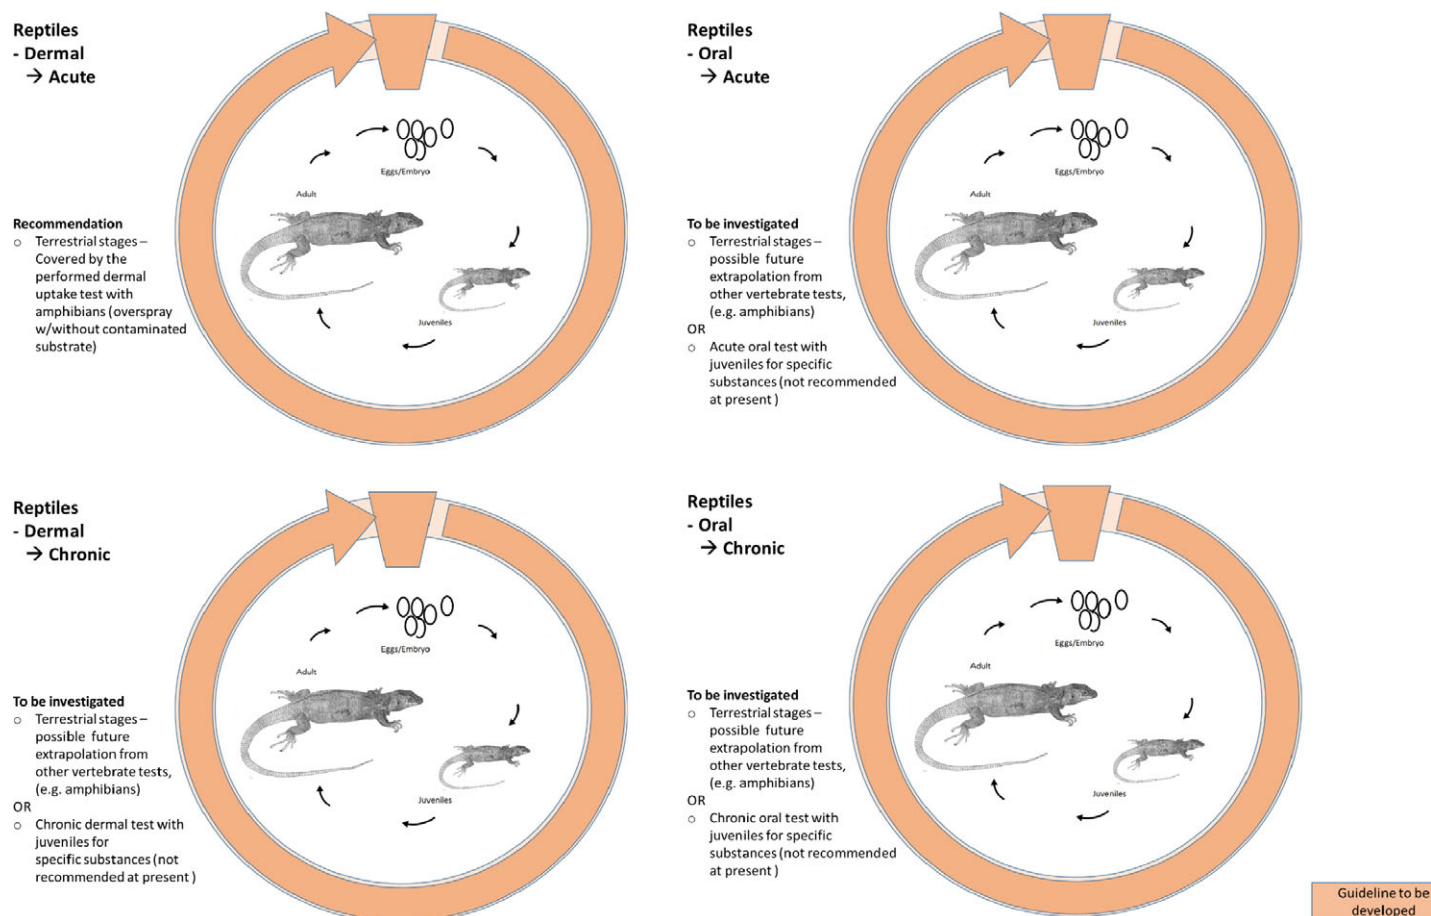 Reptiles
- Dermal
→ Acute
Eggs/Embryo
Adult
Juveniles
Recommendation
○ Terrestrial stages –
Covered by the
performed dermal
uptake test with
amphibians (overspray
w/without contaminated
substrate)
Reptiles
- Oral
→ Acute
Eggs/Embryo
Adult
Juveniles
To be investigated
○ Terrestrial stages –
possible future
extrapolation from
other vertebrate tests,
(e.g. amphibians)
OR
○ Acute oral test with
juveniles for specific
substances (not recommended
at present )
Reptiles
- Dermal
→ Chronic
Eggs/Embryo
Adult
Juveniles
To be investigated
○ Terrestrial stages –
possible future
extrapolation from
other vertebrate tests,
(e.g. amphibians)
OR
○ Chronic dermal test with
juveniles for
specific substances (not
recommended at present )
Reptiles
- Oral
→ Chronic
Eggs/Embryo
Adult
Juveniles
To be investigated
○ Terrestrial stages –
possible future
extrapolation from
other vertebrate tests,
(e.g. amphibians)
OR
○ Chronic oral test with
juveniles for specific
substances (not recommended
at present )
Guideline to be
developed